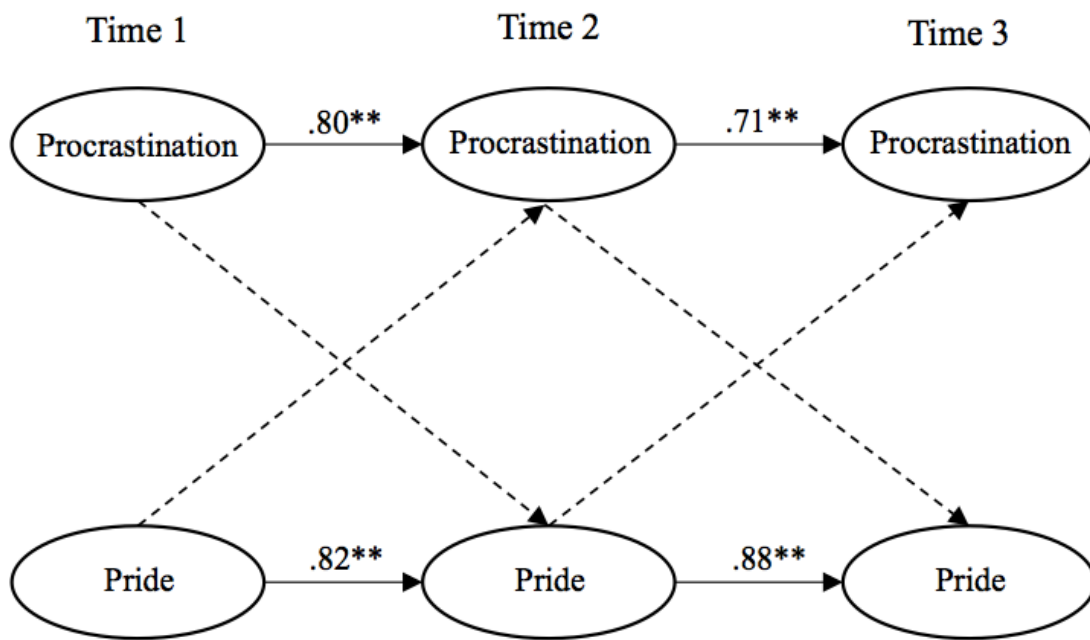 Time 1
Time 2
Time 3
Procrastination
.80**
Procrastination
.71**
Procrastination
Pride
.82**
Pride
.88**
Pride